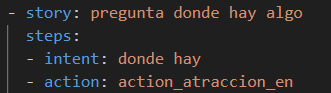 - story: pregunta donde hay algo
steps:
- intent: donde hay
- action: action_atraccion_en